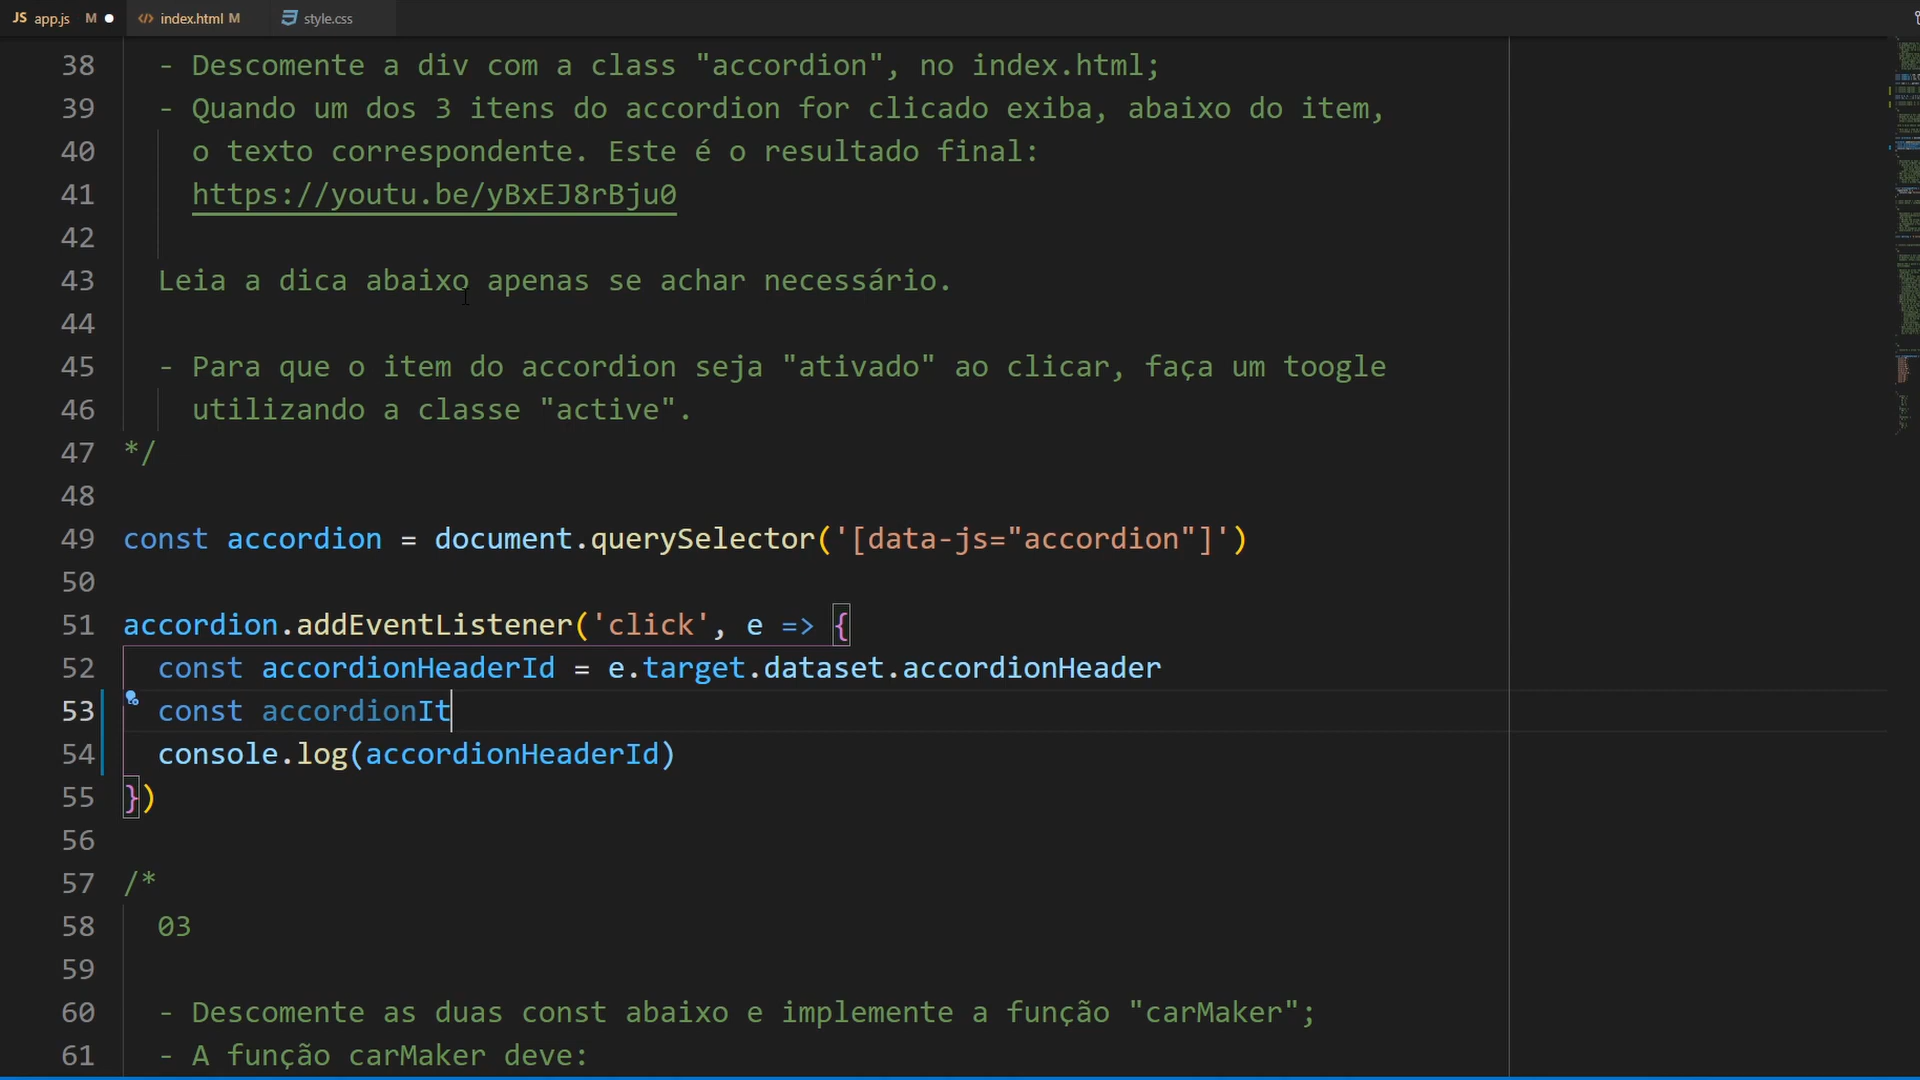 JS app.js M ● <> index.html M style.css
38 - Descomente a div com a class "accordion", no index.html;
39 - Quando um dos 3 itens do accordion for clicado exiba, abaixo do item,
40 o texto correspondente. Este é o resultado final:
41 https://youtu.be/yBxEJ8rBju0
42
43 Leia a dica abaixo apenas se achar necessário.
44
45 - Para que o item do accordion seja "ativado" ao clicar, faça um toogle
46 utilizando a classe "active".
47 */
48
49 const accordion = document.querySelector('[data-js="accordion"]')
50
51 accordion.addEventListener('click', e => {
52 const accordionHeaderId = e.target.dataset.accordionHeader
53 const accordionIt
54 console.log(accordionHeaderId)
55 })
56
57 /*
58 03
59
60 - Descomente as duas const abaixo e implemente a função "carMaker";
61 - A função carMaker deve: